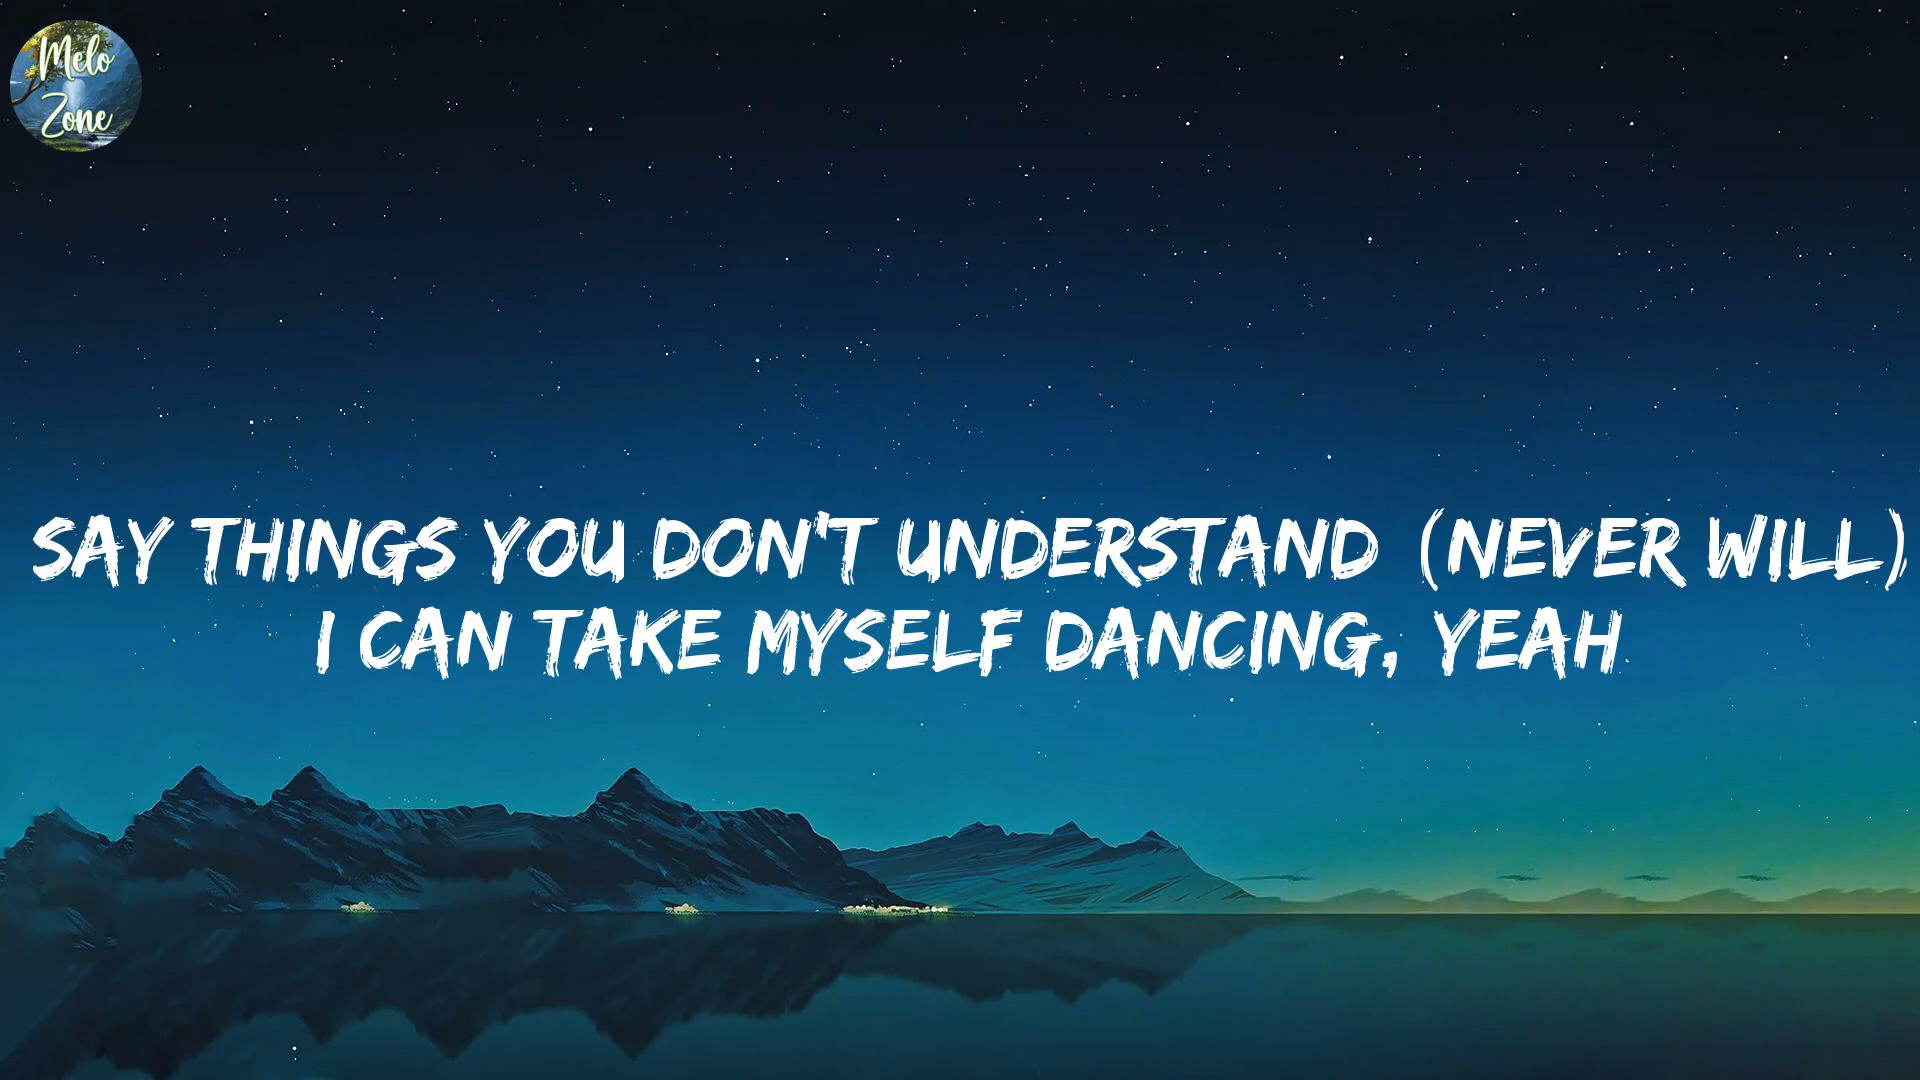 Melo
Zone
SAY THINGS YOU DON'T UNDERSTAND (NEVER WILL)
I CAN TAKE MYSELF DANCING, YEAH